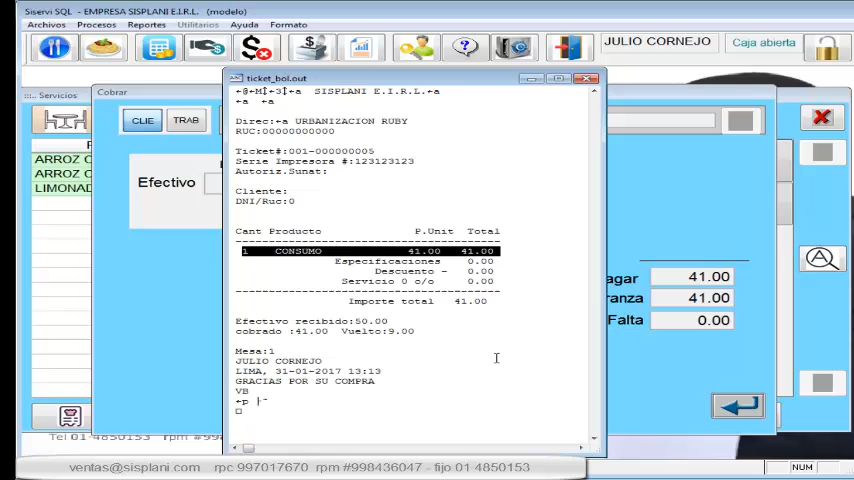 Siservi SQL - EMPRESA SISPLANI E.I.R.L. (modelo)
Archivos Procesos Reportes Utilitarios Ayuda Formato
JULIO CORNEJO
Caja abierta
.::. Servicios
Cobrar
ticket_bol.out
CLIE
TRAB
ARROZ C
ARROZ C
LIMONAD
Efectivo
SISPLANI E.I.R.L.←a
←a ←a
Direc:←a URBANIZACION RUBY
RUC:00000000000
Ticket#:001-000000005
Serie Impresora #:123123123
Autoriz.Sunat:
Cliente:
DNI/Ruc:0
Cant Producto P.Unit Total
1 CONSUMO 41.00 41.00
Especificaciones 0.00
Descuento - 0.00
Servicio 0 o/o 0.00
Importe total 41.00
Efectivo recibido:50.00
cobrado :41.00 Vuelto:9.00
Mesa:1
JULIO CORNEJO
LIMA, 31-01-2017 13:13
GRACIAS POR SU COMPRA
VB
←p
agar 41.00
ranza 41.00
Falta 0.00
Tel 01-4850153 rpm #99
ventas@sisplani.com rpc 997017670 rpm #998436047 - fijo 01 4850153
NUM